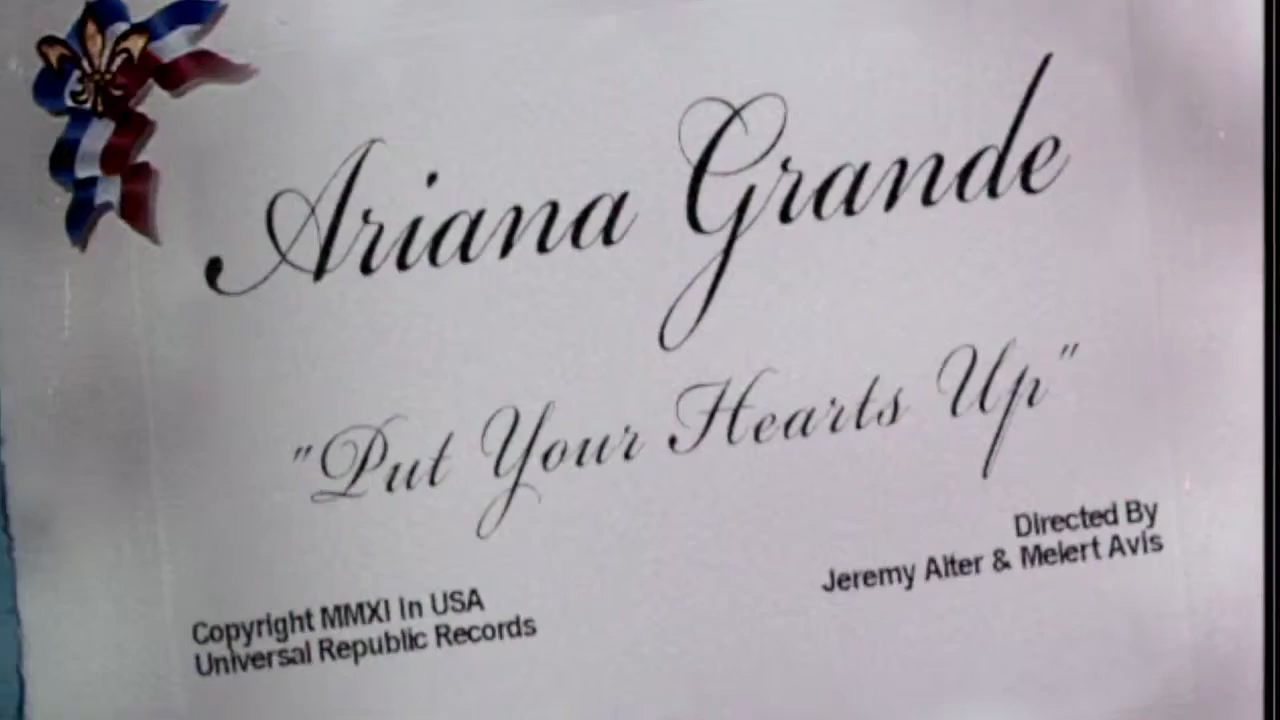 Ariana Grande
"Put Your Hearts Up"
Directed By
Jeremy Alter & Melert Avis
Copyright MMXI In USA
Universal Republic Records